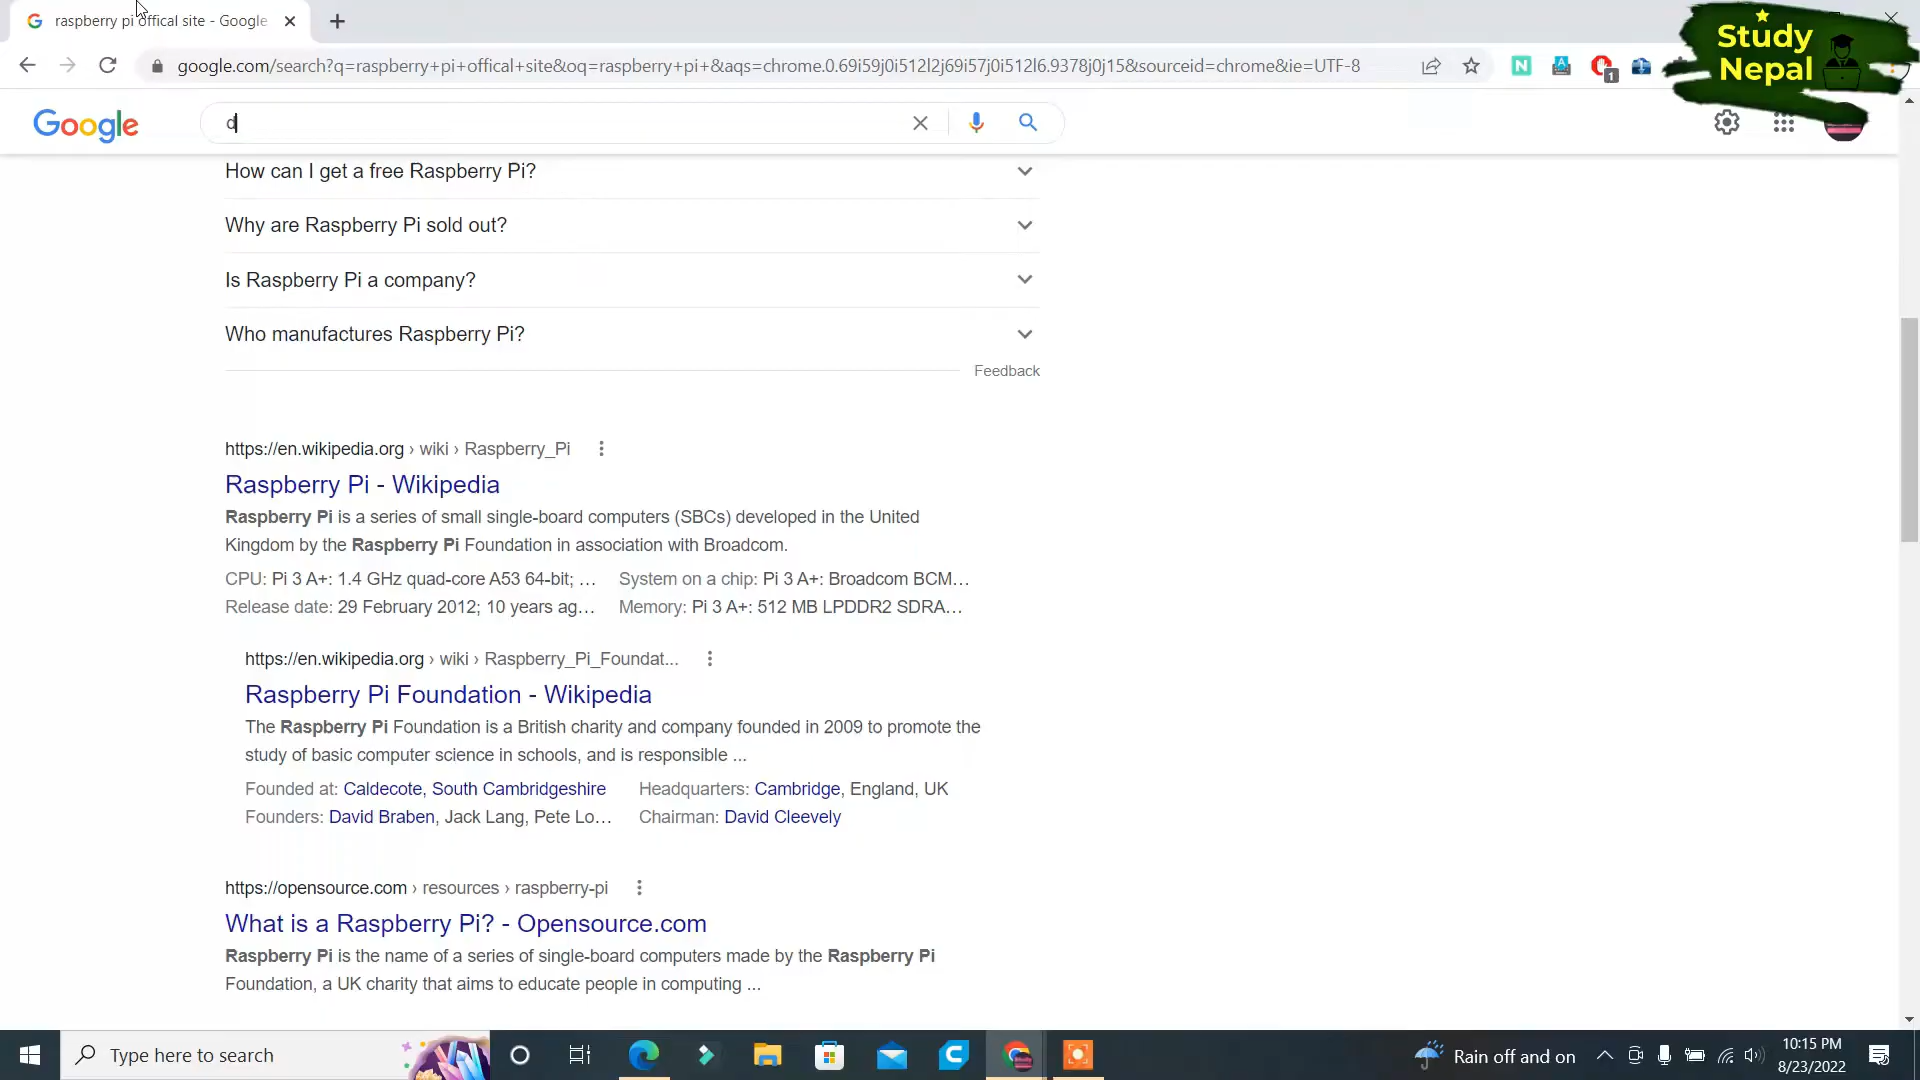 raspberry pi offical site - Google
google.com/search?q=raspberry+pi+offical+site&oq=raspberry+pi+&aqs=chrome.0.69i59j0i512l2j69i57j0i512l6.9378j0j15&sourceid=chrome&ie=UTF-8
N
A
1
Study
Nepal
Google
d
How can I get a free Raspberry Pi?
Why are Raspberry Pi sold out?
Is Raspberry Pi a company?
Who manufactures Raspberry Pi?
Feedback
https://en.wikipedia.org › wiki › Raspberry_Pi
Raspberry Pi - Wikipedia
Raspberry Pi is a series of small single-board computers (SBCs) developed in the United
Kingdom by the Raspberry Pi Foundation in association with Broadcom.
CPU: Pi 3 A+: 1.4 GHz quad-core A53 64-bit; ... System on a chip: Pi 3 A+: Broadcom BCM...
Release date: 29 February 2012; 10 years ag... Memory: Pi 3 A+: 512 MB LPDDR2 SDRA...
https://en.wikipedia.org › wiki › Raspberry_Pi_Foundat...
Raspberry Pi Foundation - Wikipedia
The Raspberry Pi Foundation is a British charity and company founded in 2009 to promote the
study of basic computer science in schools, and is responsible ...
Founded at: Caldecote, South Cambridgeshire Headquarters: Cambridge, England, UK
Founders: David Braben, Jack Lang, Pete Lo... Chairman: David Cleevely
https://opensource.com › resources › raspberry-pi
What is a Raspberry Pi? - Opensource.com
Raspberry Pi is the name of a series of single-board computers made by the Raspberry Pi
Foundation, a UK charity that aims to educate people in computing ...
Type here to search
Rain off and on
10:15 PM
8/23/2022